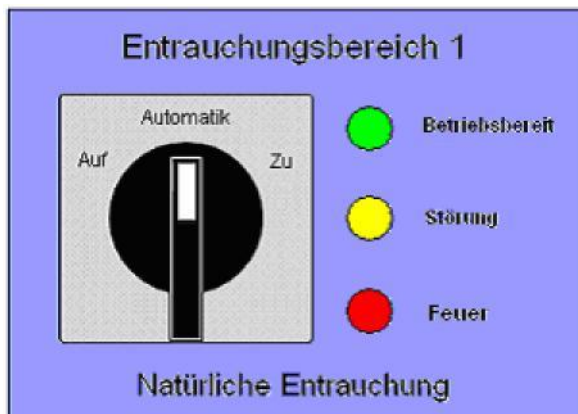 Entrauchungsbereich 1
Automatik
Auf
Zu
Betriebsbereit
Störung
Feuer
Natürliche Entrauchung